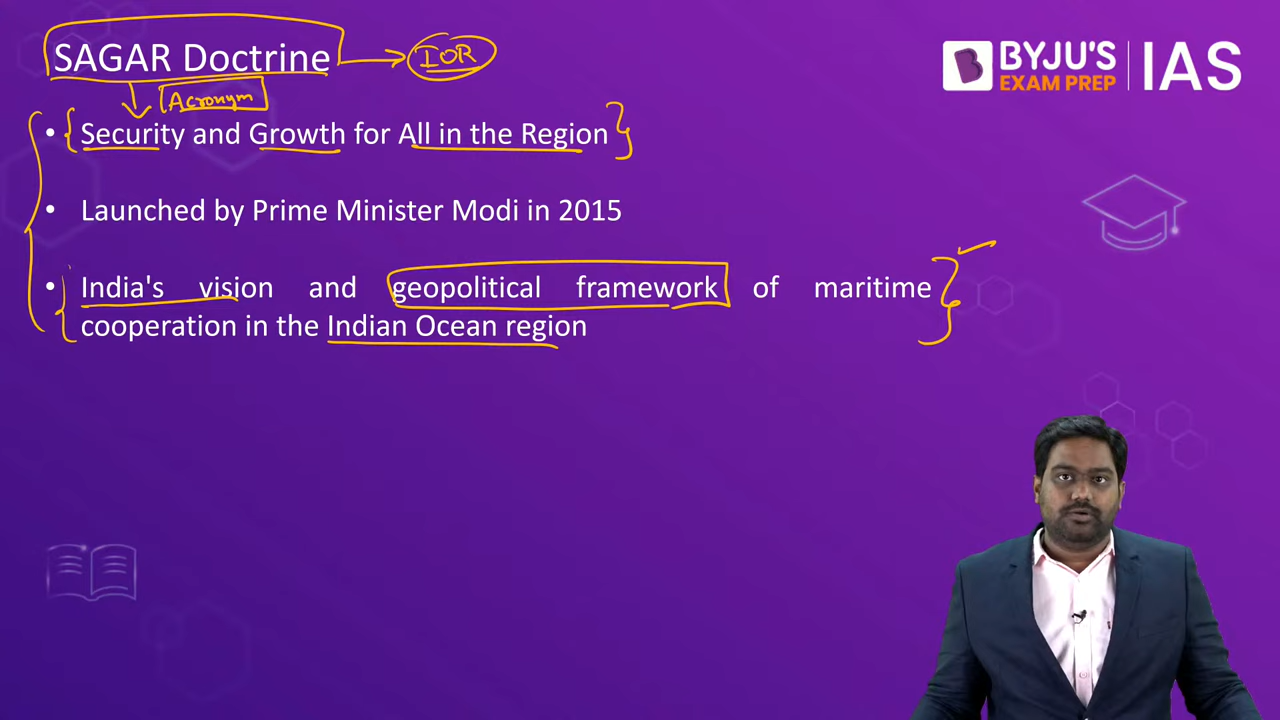 SAGAR Doctrine
IOR
BYJU'S
EXAM PREP
IAS
Acronym
• Security and Growth for All in the Region
• Launched by Prime Minister Modi in 2015
• India's vision and geopolitical framework of maritime
cooperation in the Indian Ocean region